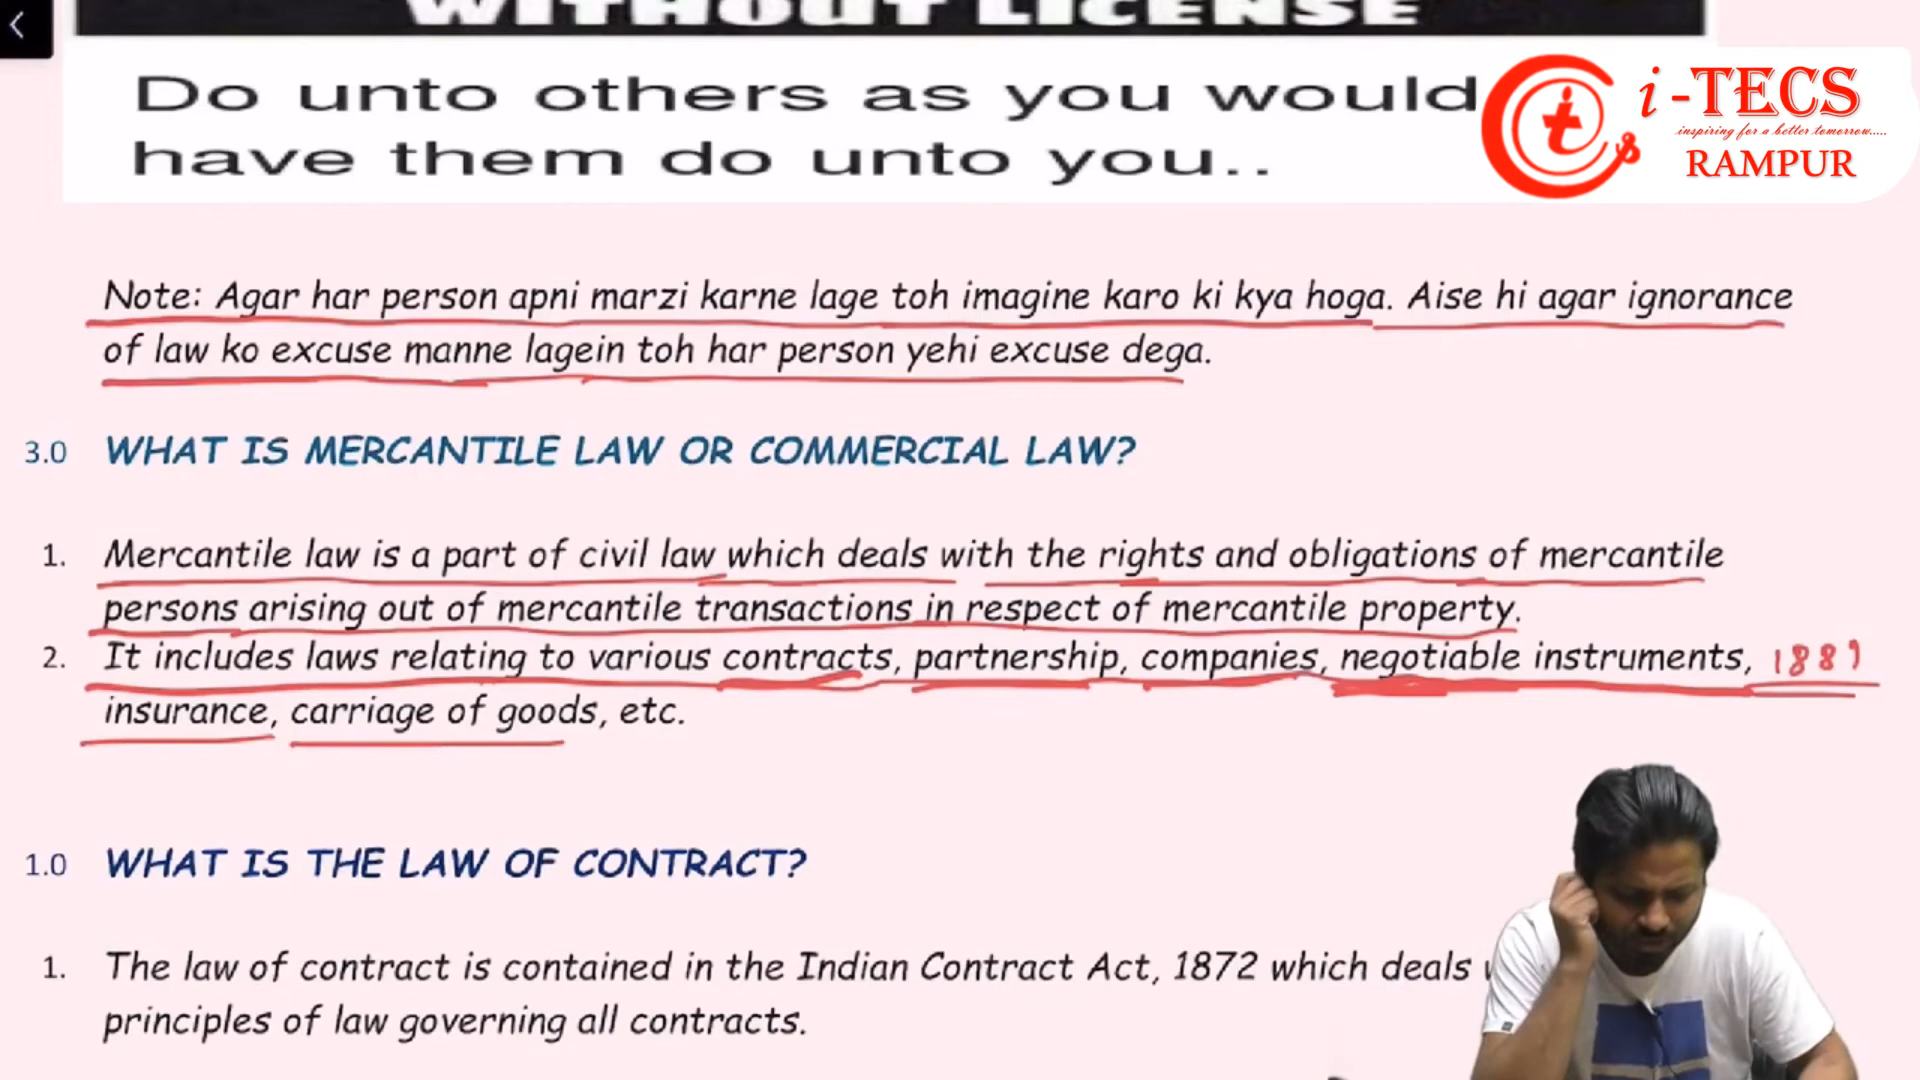 WITHOUT LICENSE
Do unto others as you would
have them do unto you..
i-TECS
inspiring for a better tomorrow.....
RAMPUR
Note: Agar har person apni marzi karne lage toh imagine karo ki kya hoga. Aise hi agar ignorance
of law ko excuse manne lagein toh har person yehi excuse dega.
3.0 WHAT IS MERCANTILE LAW OR COMMERCIAL LAW?
1. Mercantile law is a part of civil law which deals with the rights and obligations of mercantile
persons arising out of mercantile transactions in respect of mercantile property.
2. It includes laws relating to various contracts, partnership, companies, negotiable instruments, 1881
insurance, carriage of goods, etc.
1.0 WHAT IS THE LAW OF CONTRACT?
1. The law of contract is contained in the Indian Contract Act, 1872 which deals
principles of law governing all contracts.